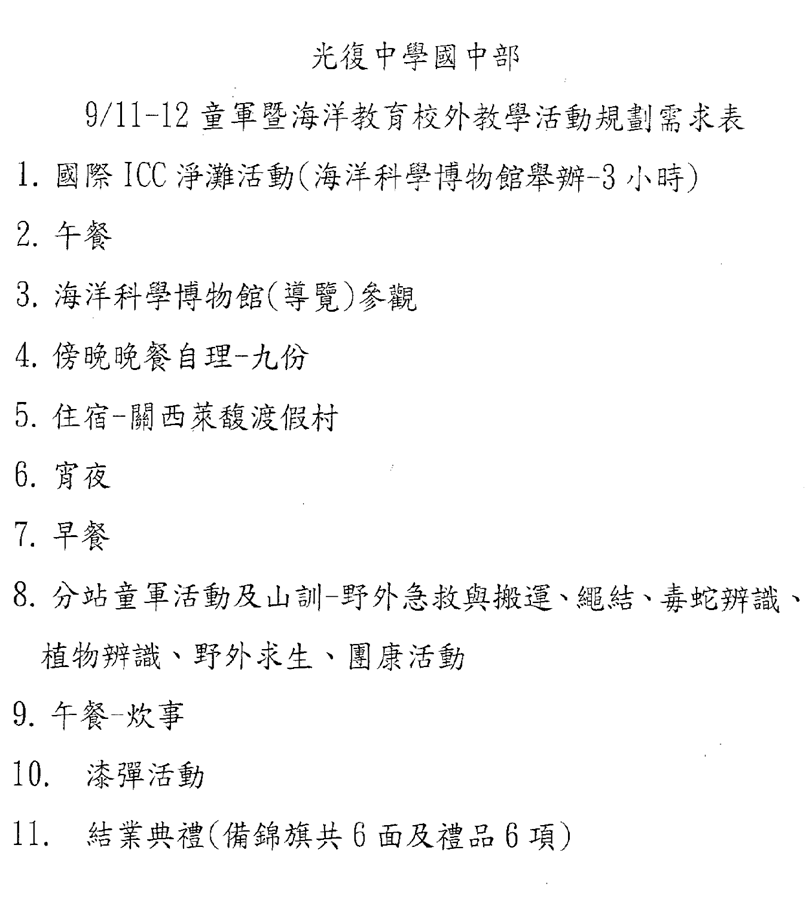 光復中學國中部
9/11-12 童軍暨海洋教育校外教學活動規劃需求表
1. 國際 ICC 淨灘活動(海洋科學博物館舉辦-3 小時)
2. 午餐
3. 海洋科學博物館(導覽)參觀
4. 傍晚晚餐自理-九份
5. 住宿-關西萊馥渡假村
6. 宵夜
7. 早餐
8. 分站童軍活動及山訓-野外急救與搬運、繩結、毒蛇辨識、
植物辨識、野外求生、團康活動
9. 午餐-炊事
10. 漆彈活動
11. 結業典禮(備錦旗共 6 面及禮品 6 項)